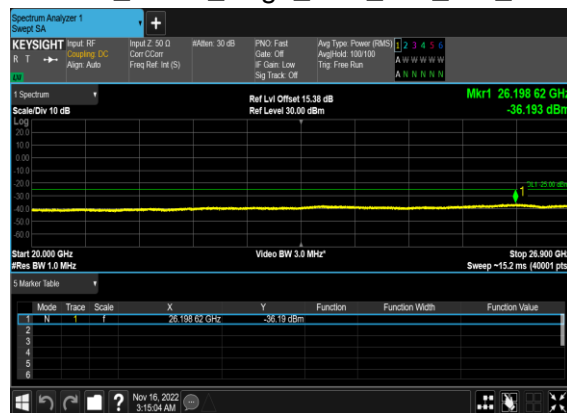 Spectrum Analyzer 1
Swept SA
+
KEYSIGHT Input: RF Input Z: 50 Ω #Atten: 30 dB PNO: Fast Avg Type: Power (RMS) 1 2 3 4 5 6
R T Coupling: DC Corr CCorr Gate: Off Avg|Hold: 100/100 A W W W W W
Align: Auto Freq Ref: Int (S) IF Gain: Low Trig: Free Run
Sig Track: Off A N N N N N
1 Spectrum Ref Lvl Offset 15.38 dB Mkr1 26.198 62 GHz
Scale/Div 10 dB Ref Level 30.00 dBm -36.193 dBm
Log
20.0
10.0
0.00
-10.0
-20.0
-30.0
-40.0
-50.0
-60.0
1
Start 20.000 GHz Video BW 3.0 MHz* Stop 26.900 GHz
#Res BW 1.0 MHz Sweep ~15.2 ms (40001 pts)
5 Marker Table
Mode Trace Scale X Y Function Function Width Function Value
1 N 1 f 26.198 62 GHz -36.19 dBm
2
3
4
5
6
? Nov 16, 2022
3:15:04 AM